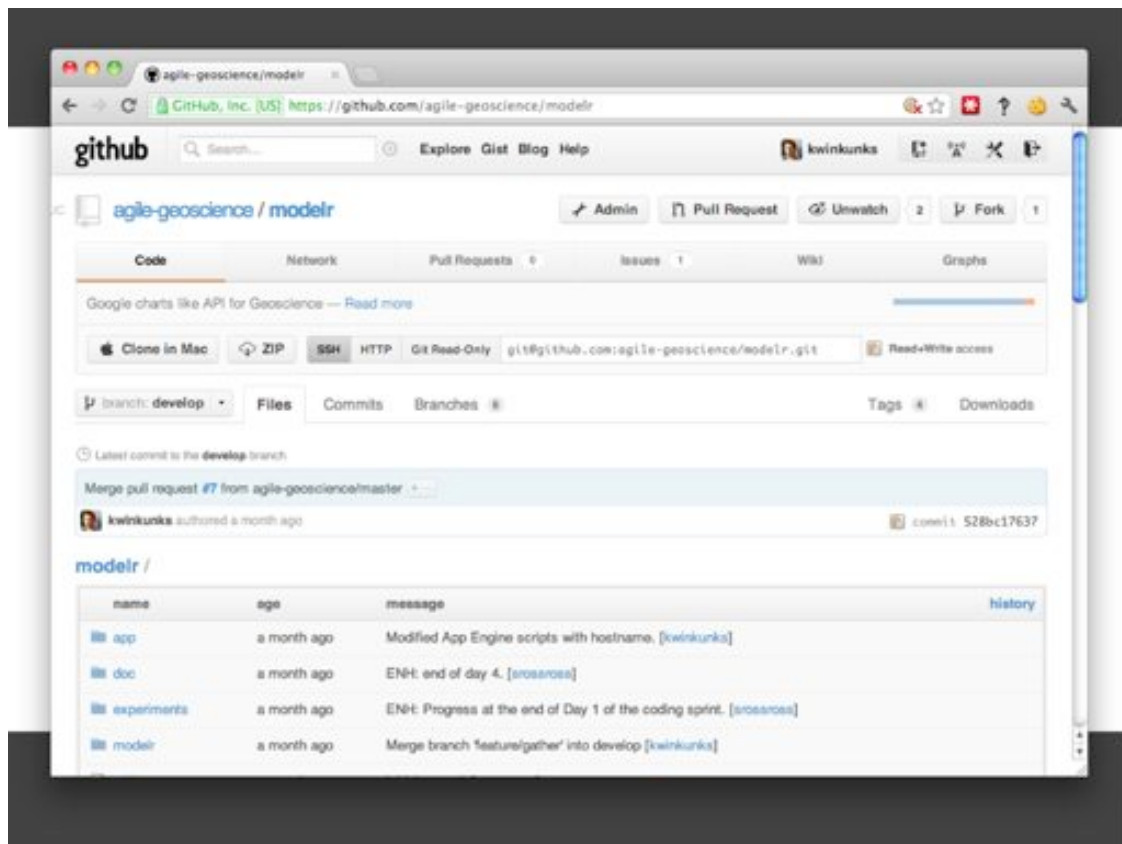 agile-geoscience/modelr
GitHub, Inc. [US] https://github.com/agile-geoscience/modelr
github Search... Explore Gist Blog Help kwinkunks
agile-geoscience / modelr Admin Pull Request Unwatch 2 Fork 1
Code Network Pull Requests 0 Issues 1 Wiki Graphs
Google charts like API for Geoscience — Read more
Clone in Mac ZIP SSH HTTP Git Read-Only git@github.com:agile-geoscience/modelr.git Read+Write access
branch: develop Files Commits Branches 6 Tags 4 Downloads
Latest commit to the develop branch
Merge pull request #7 from agile-geoscience/master
kwinkunks authored a month ago commit 528bc17637
modelr /
name age message history
app a month ago Modified App Engine scripts with hostname. [kwinkunks]
doc a month ago ENH: end of day 4. [srossross]
experiments a month ago ENH: Progress at the end of Day 1 of the coding sprint. [srossross]
modelr a month ago Merge branch 'feature/gather' into develop [kwinkunks]